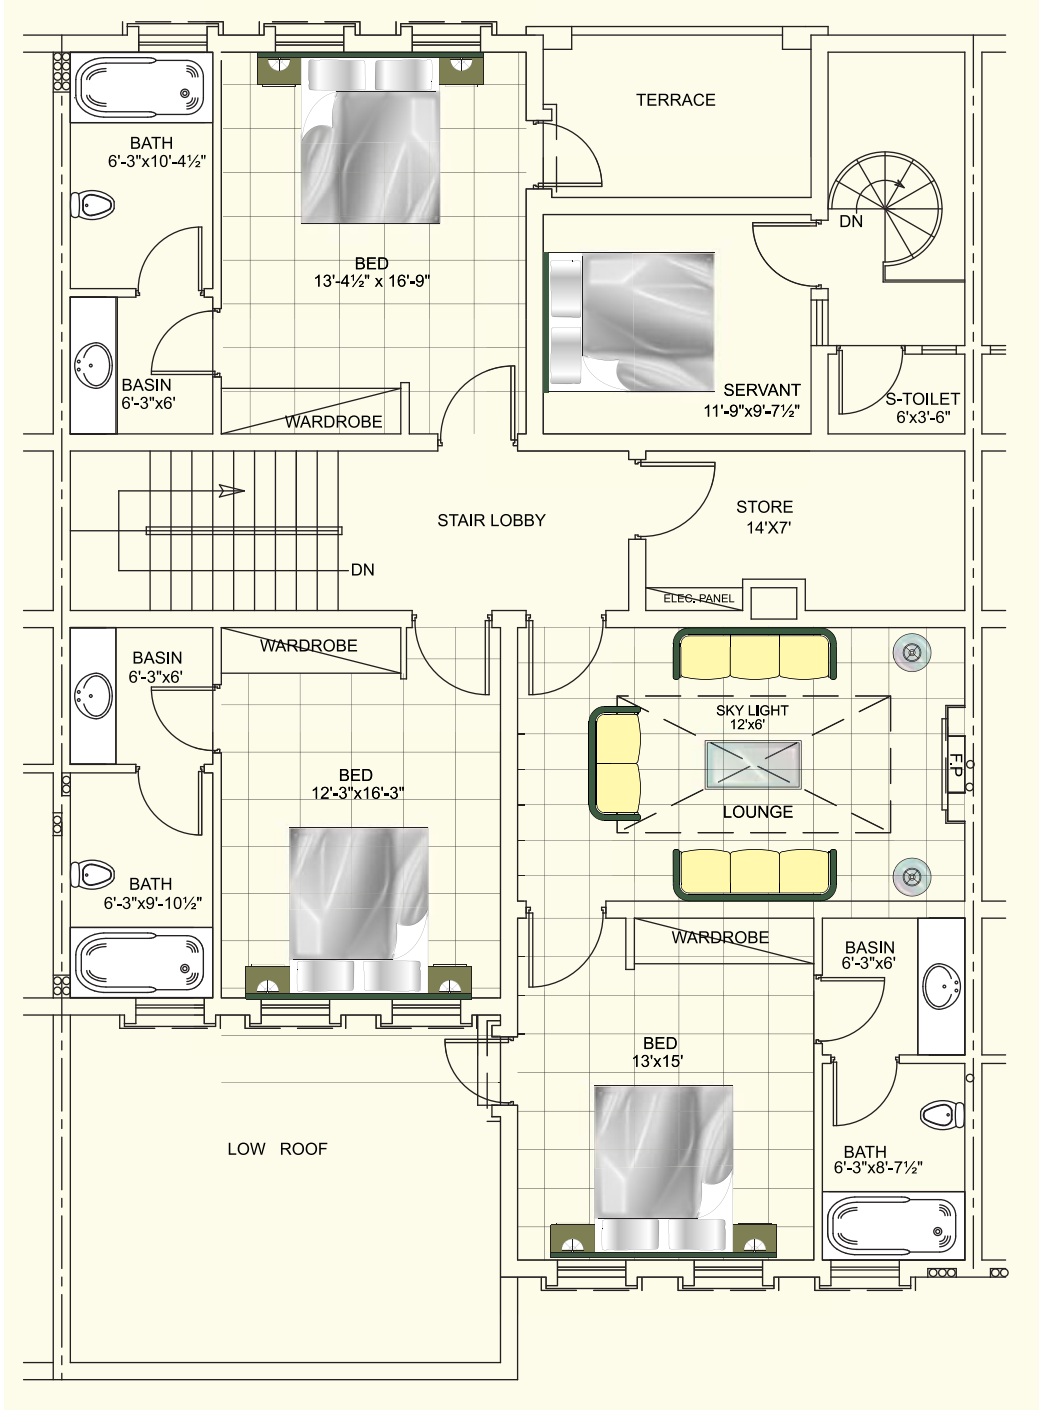 TERRACE
BATH
6'-3"x10'-4½"
DN
BED
13'-4½" x 16'-9"
BASIN
6'-3"x6'
SERVANT
11'-9"x9'-7½"
S-TOILET
6'x3'-6"
WARDROBE
STAIR LOBBY
STORE
14'X7'
DN
ELEC. PANEL
WARDROBE
BASIN
6'-3"x6'
SKY LIGHT
12'x6'
F.P
BED
12'-3"x16'-3"
LOUNGE
BATH
6'-3"x9'-10½"
WARDROBE
BASIN
6'-3"x6'
BED
13'x15'
LOW ROOF
BATH
6'-3"x8'-7½"